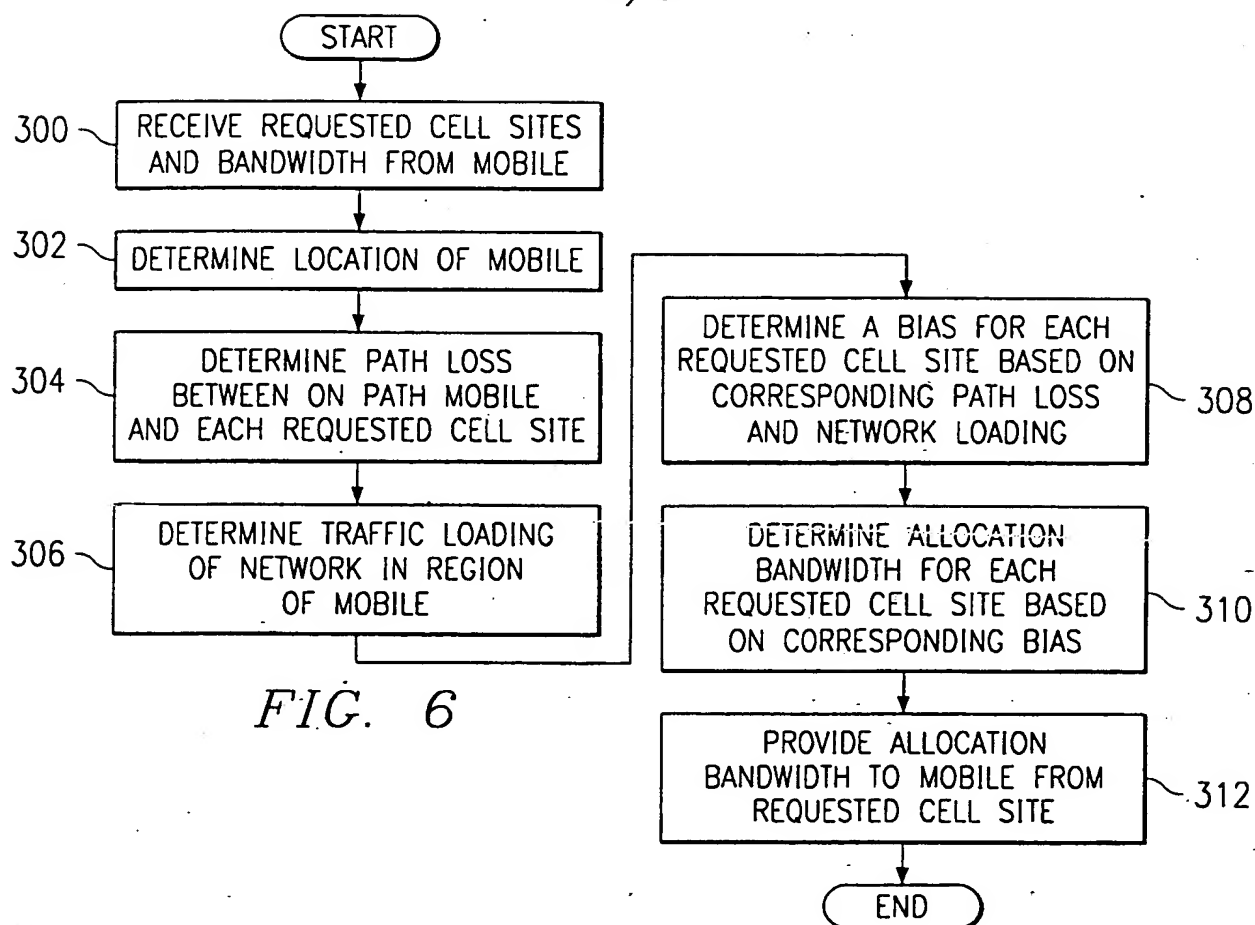 START
300
RECEIVE REQUESTED CELL SITES
AND BANDWIDTH FROM MOBILE
302
DETERMINE LOCATION OF MOBILE
304
DETERMINE PATH LOSS
BETWEEN ON PATH MOBILE
AND EACH REQUESTED CELL SITE
306
DETERMINE TRAFFIC LOADING
OF NETWORK IN REGION
OF MOBILE
DETERMINE A BIAS FOR EACH
REQUESTED CELL SITE BASED ON
CORRESPONDING PATH LOSS
AND NETWORK LOADING
308
DETERMINE ALLOCATION
BANDWIDTH FOR EACH
REQUESTED CELL SITE BASED
ON CORRESPONDING BIAS
310
PROVIDE ALLOCATION
BANDWIDTH TO MOBILE FROM
REQUESTED CELL SITE
312
END
FIG. 6